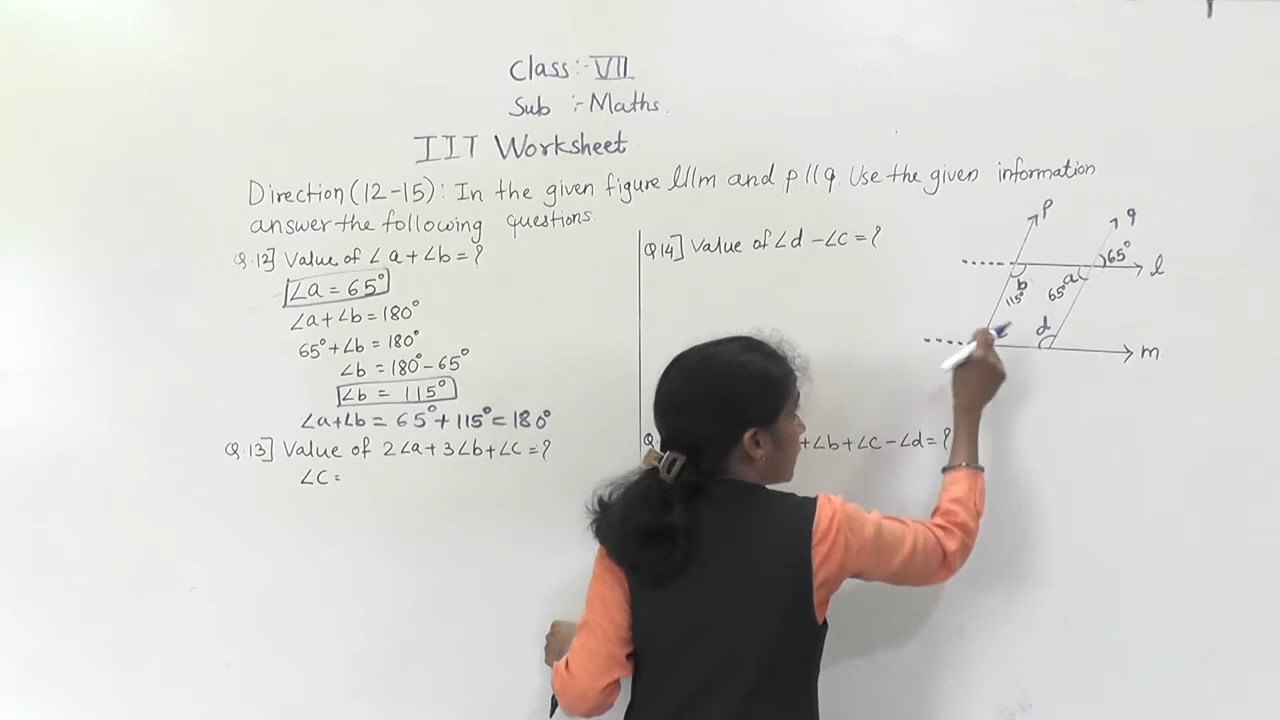 Class :- VII
Sub :- Maths.
IIT Worksheet
Direction (12-15): In the given figure l//m and p//q. Use the given information
answer the following questions.
Q.12] Value of ∠a+∠b=?
∠a = 65°
∠a+∠b = 180°
65°+∠b = 180°
∠b = 180°-65°
∠b = 115°
∠a+∠b = 65°+115°=180°
Q.13] Value of 2∠a+3∠b+∠c=?
∠c=
Q.14] Value of ∠d-∠c=?
+∠b+∠c-∠d=?
p
q
65°
l
b
a
115°
65°
d
m